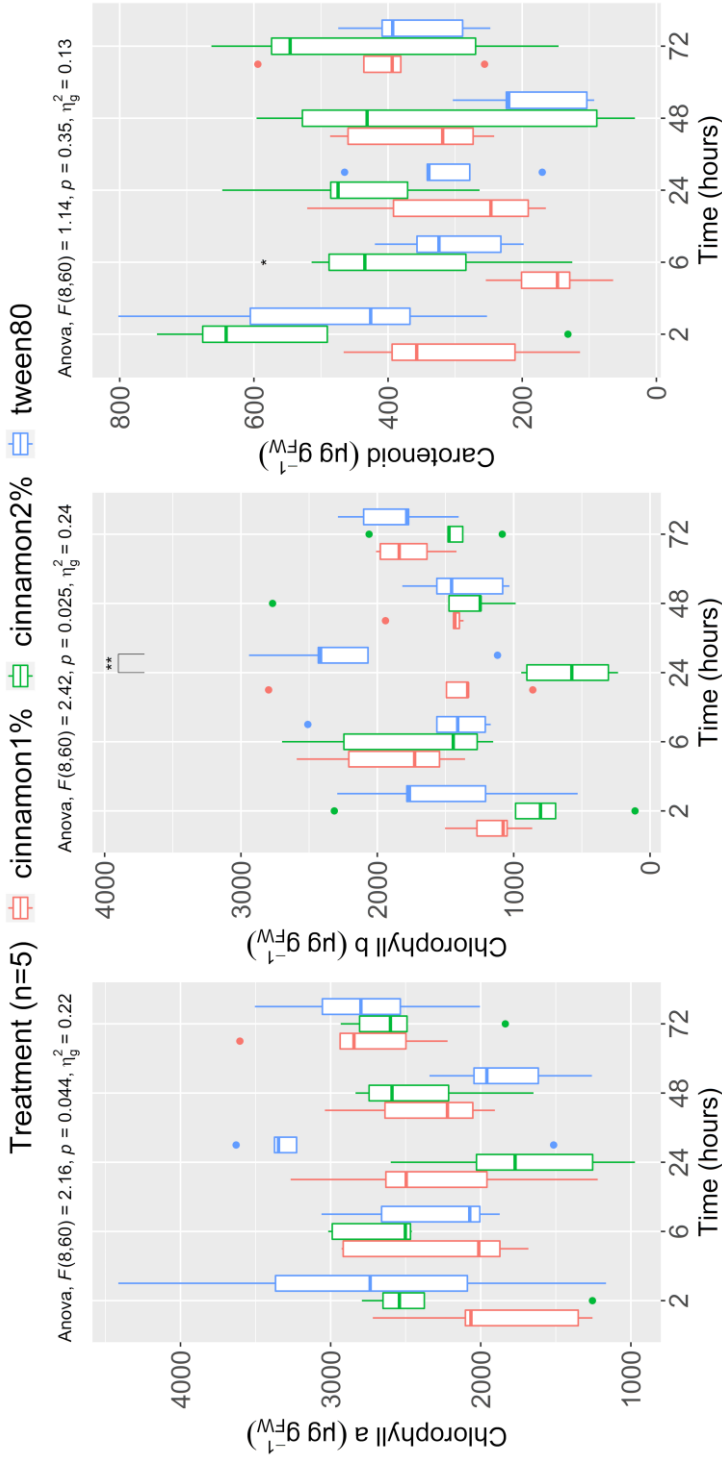 Treatment (n=5) cinnamon1% cinnamon2% tween80
Anova, F(8,60) = 2.16, p = 0.044, η²g = 0.22
Chlorophyll a (μg g⁻¹FW)
4000
3000
2000
1000
2 6 24 48 72
Time (hours)
Anova, F(8,60) = 2.42, p = 0.025, η²g = 0.24
**
Chlorophyll b (μg g⁻¹FW)
4000
3000
2000
1000
0
2 6 24 48 72
Time (hours)
Anova, F(8,60) = 1.14, p = 0.35, η²g = 0.13
*
Carotenoid (μg g⁻¹FW)
800
600
400
200
0
2 6 24 48 72
Time (hours)